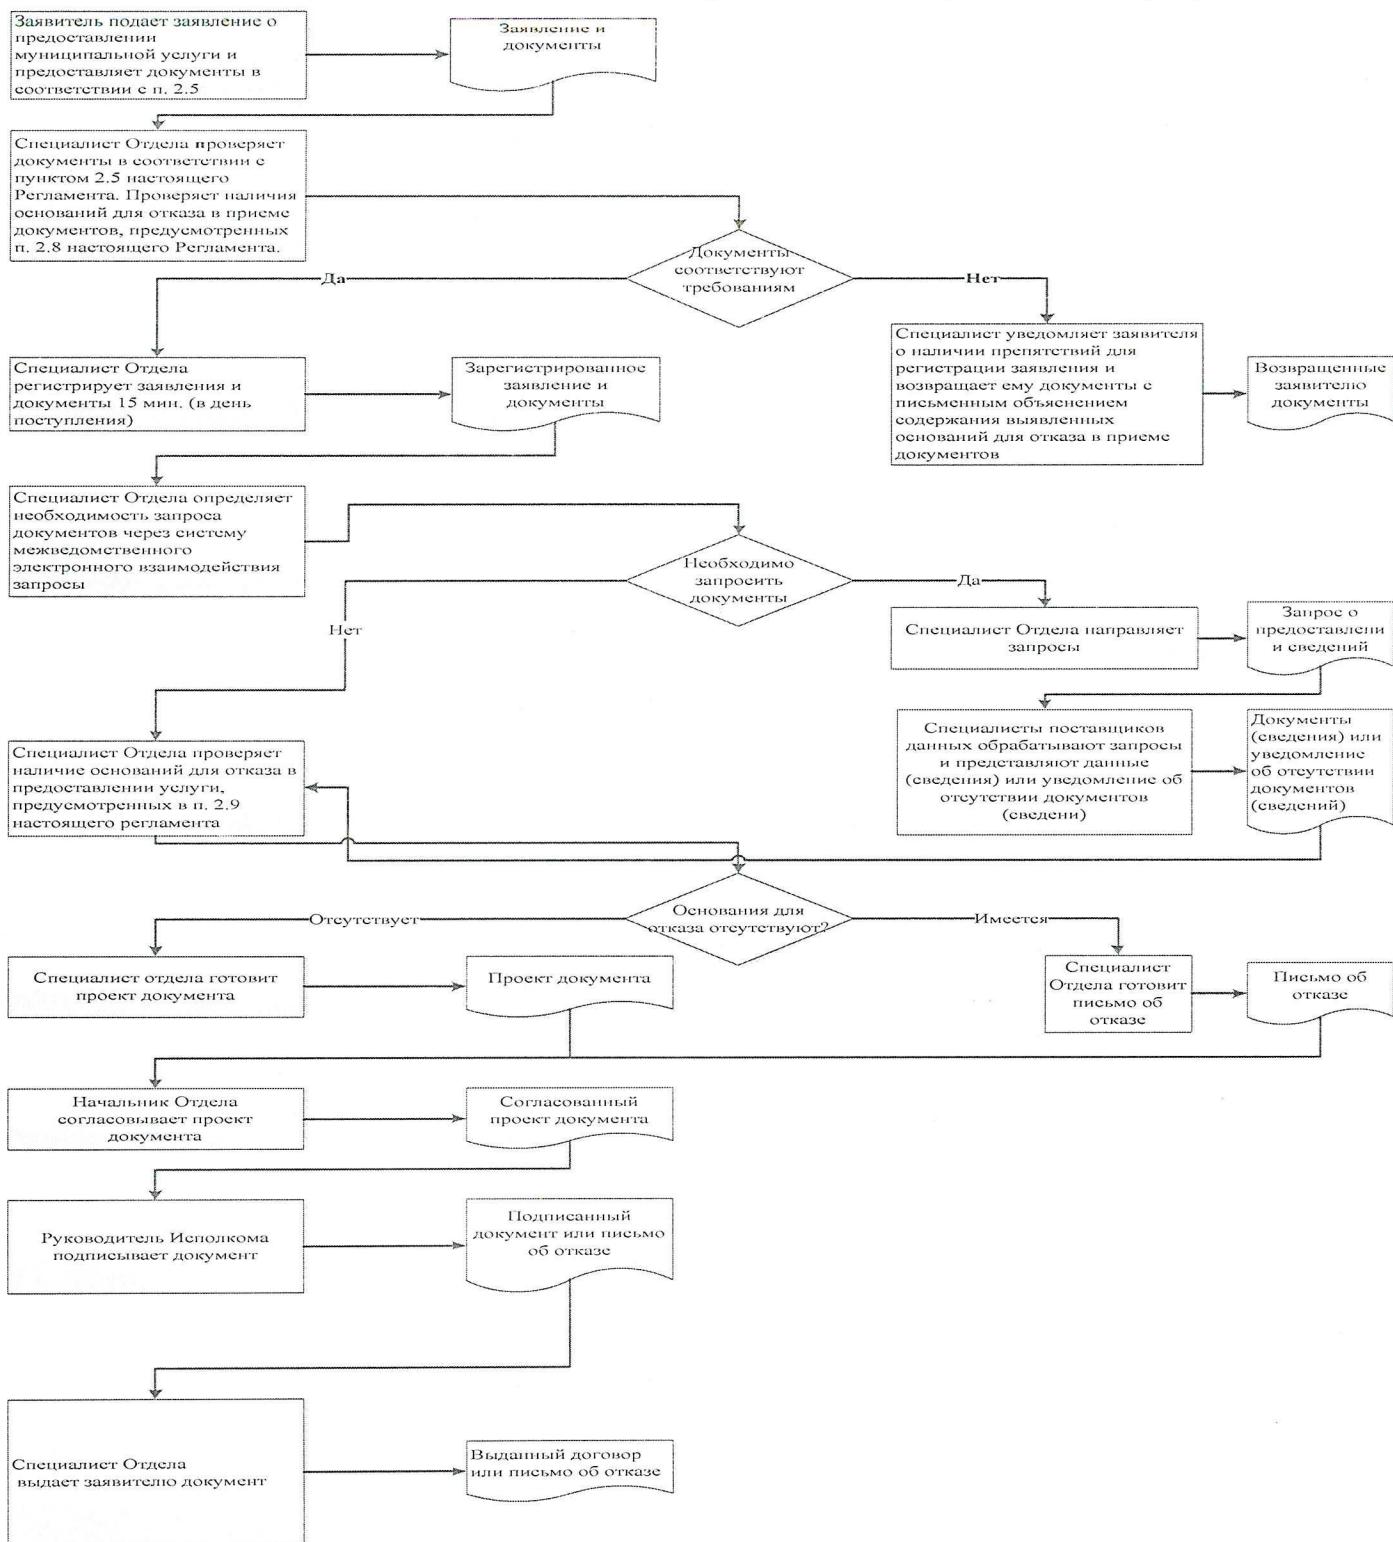 Заявитель подает заявление о
предоставлении
муниципальной услуги и
предоставляет документы в
соответствии с п. 2.5
Заявление и
документы
Специалист Отдела проверяет
документы в соответствии с
пунктом 2.5 настоящего
Регламента. Проверяет наличия
оснований для отказа в приеме
документов, предусмотренных
п. 2.8 настоящего Регламента.
Документы
соответствуют
требованиям
Да
Нет
Специалист Отдела
регистрирует заявления и
документы 15 мин. (в день
поступления)
Зарегистрированное
заявление и
документы
Специалист уведомляет заявителя
о наличии препятствий для
регистрации заявления и
возвращает ему документы с
письменным объяснением
содержания выявленных
оснований для отказа в приеме
документов
Возвращенные
заявителю
документы
Специалист Отдела определяет
необходимость запроса
документов через систему
межведомственного
электронного взаимодействия
запросы
Необходимо
запросить
документы
Да
Нет
Специалист Отдела направляет
запросы
Запрос о
предоставлени
и сведений
Специалист Отдела проверяет
наличие оснований для отказа в
предоставлении услуги,
предусмотренных в п. 2.9
настоящего регламента
Специалисты поставщиков
данных обрабатывают запросы
и представляют данные
(сведения) или уведомление об
отсутствии документов
(сведени)
Документы
(сведения) или
уведомление
об отсутствии
документов
(сведений)
Основания для
отказа отсутствуют?
Отсутствует
Имеется
Специалист отдела готовит
проект документа
Проект документа
Специалист
Отдела готовит
письмо об
отказе
Письмо об
отказе
Начальник Отдела
согласовывает проект
документа
Согласованный
проект документа
Руководитель Исполкома
подписывает документ
Подписанный
документ или письмо
об отказе
Специалист Отдела
выдает заявителю документ
Выданный договор
или письмо об отказе